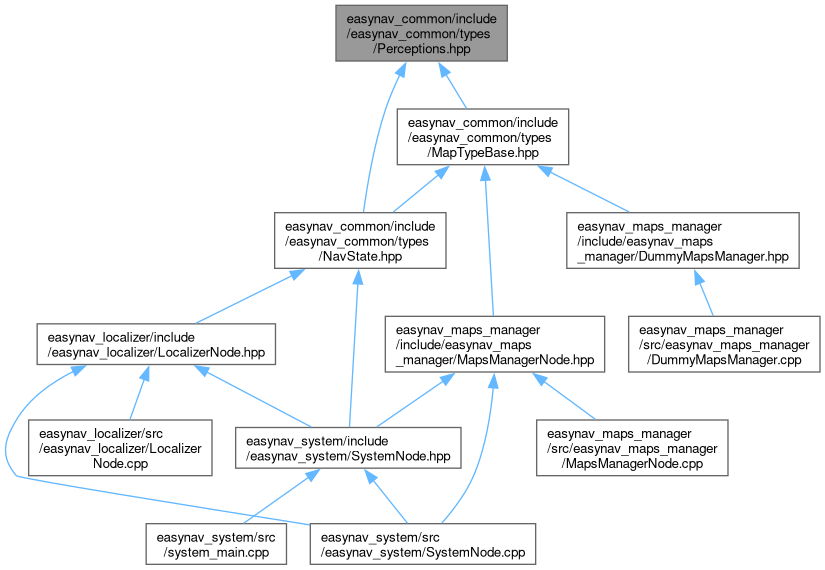 easynav_common/include
/easynav_common/types
/Perceptions.hpp
easynav_common/include
/easynav_common/types
/MapTypeBase.hpp
easynav_common/include
/easynav_common/types
/NavState.hpp
easynav_maps_manager
/include/easynav_maps
_manager/DummyMapsManager.hpp
easynav_localizer/include
/easynav_localizer/LocalizerNode.hpp
easynav_maps_manager
/include/easynav_maps
_manager/MapsManagerNode.hpp
easynav_maps_manager
/src/easynav_maps_manager
/DummyMapsManager.cpp
easynav_localizer/src
/easynav_localizer/Localizer
Node.cpp
easynav_system/include
/easynav_system/SystemNode.hpp
easynav_maps_manager
/src/easynav_maps_manager
/MapsManagerNode.cpp
easynav_system/src
/system_main.cpp
easynav_system/src
/easynav_system/SystemNode.cpp